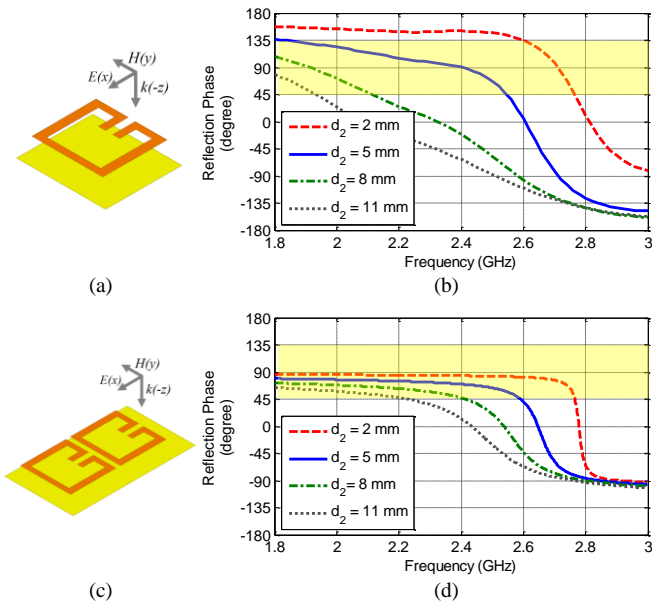 H(y)
E(x)
k(-z)
(a)
180
135
90
45
0
-45
-90
-135
-180
Reflection Phase
(degree)
d2 = 2 mm
d2 = 5 mm
d2 = 8 mm
d2 = 11 mm
1.8 2 2.2 2.4 2.6 2.8 3
Frequency (GHz)
(b)
H(y)
E(x)
k(-z)
(c)
180
135
90
45
0
-45
-90
-135
-180
Reflection Phase
(degree)
d2 = 2 mm
d2 = 5 mm
d2 = 8 mm
d2 = 11 mm
1.8 2 2.2 2.4 2.6 2.8 3
Frequency (GHz)
(d)